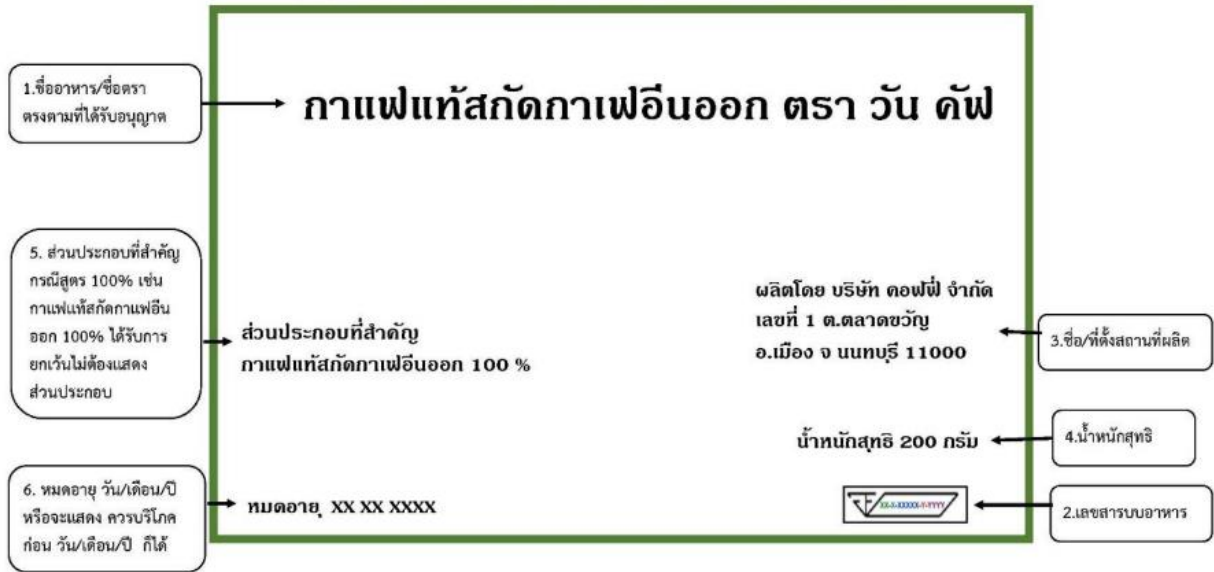 1.ชื่ออาหาร/ชื่อตรา
ตรงตามที่ได้รับอนุญาต
กาแฟแท้สกัดกาเฟอีนออก ตรา วัน คัฟ
5. ส่วนประกอบที่สำคัญ
กรณีสูตร 100% เช่น
กาแฟแท้สกัดกาแฟอีน
ออก 100% ได้รับการ
ยกเว้นไม่ต้องแสดง
ส่วนประกอบ
ส่วนประกอบที่สำคัญ
กาแฟแท้สกัดกาเฟอีนออก 100 %
ผลิตโดย บริษัท คอฟฟี่ จำกัด
เลขที่ 1 ต.ตลาดขวัญ
อ.เมือง จ นนทบุรี 11000
3.ชื่อ/ที่ตั้งสถานที่ผลิต
น้ำหนักสุทธิ 200 กรัม
4.น้ำหนักสุทธิ
6. หมดอายุ วัน/เดือน/ปี
หรือจะแสดง ควรบริโภค
ก่อน วัน/เดือน/ปี ก็ได้
หมดอายุ XX XX XXXX
XX-X-XXXXX-Y-YYYY
2.เลขสารบบอาหาร